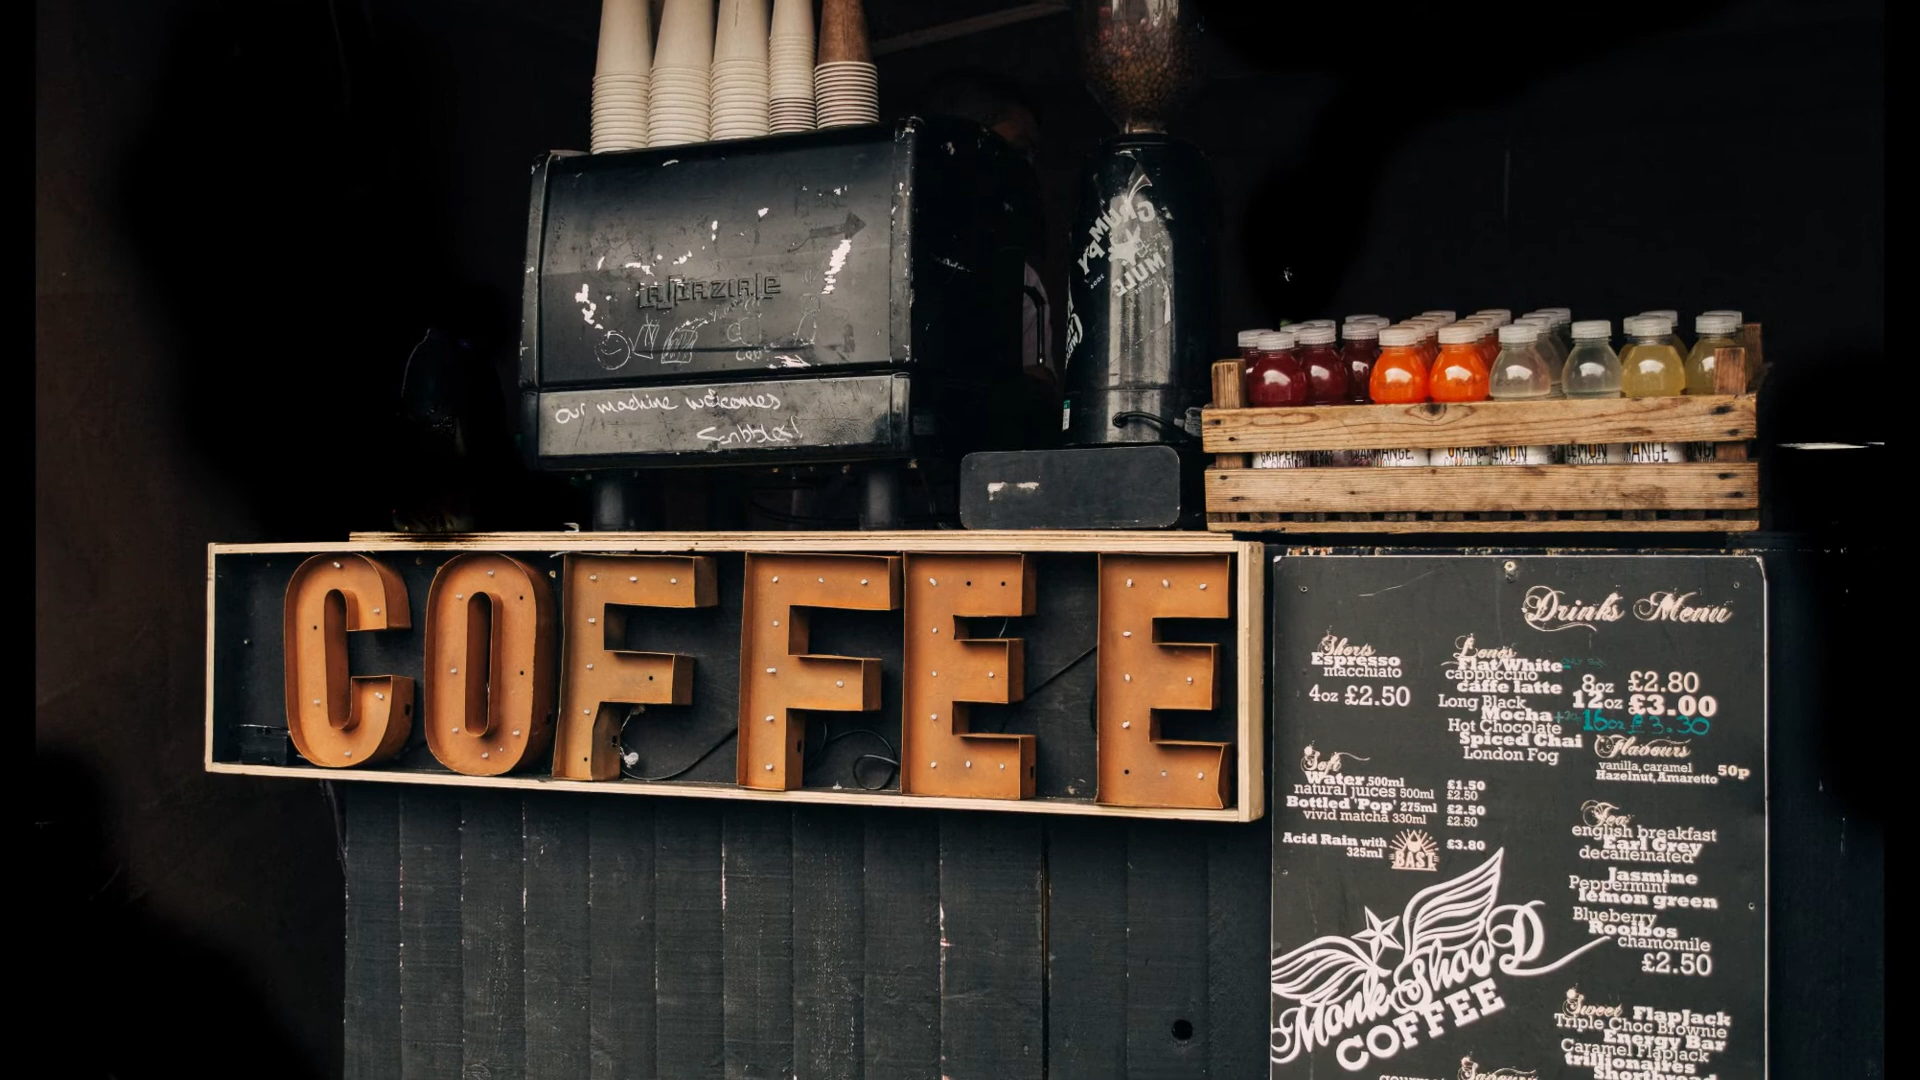 our machine welcomes
Scribbles!
GRUMPY
MULE
COFFEE
Drinks Menu
Shorts
Espresso
macchiato
4oz £2.50
Longs
Flat White
cappuccino
caffe latte
Long Black
Mocha
Hot Chocolate
Spiced Chai
London Fog
8oz £2.80
12oz £3.00
16oz £3.30
Flavours
vanilla, caramel
Hazelnut, Amaretto 50p
Soft
Water 500ml £1.50
natural juices 500ml £2.50
Bottled 'Pop' 275ml £2.50
vivid matcha 330ml £2.50
Acid Rain with
325ml BAST £3.80
Tea
english breakfast
Earl Grey
decaffeinated
Jasmine
Peppermint
lemon green
Blueberry
Rooibos
chamomile
£2.50
MonkShooD
COFFEE
Sweet FlapJack
Triple Choc Brownie
Energy Bar
Caramel Flapjack
trillionaires
Shortbread